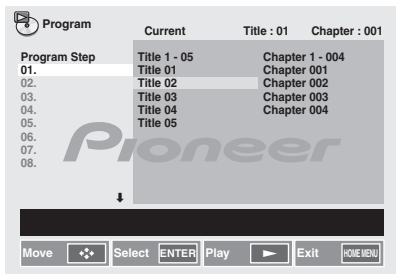 Program
Current Title : 01 Chapter : 001
Program Step Title 1 - 05 Chapter 1 - 004
01. Title 01 Chapter 001
02. Title 02 Chapter 002
03. Title 03 Chapter 003
04. Title 04 Chapter 004
05. Title 05
06.
07.
08.
Pioneer
Move Select ENTER Play Exit HOME MENU